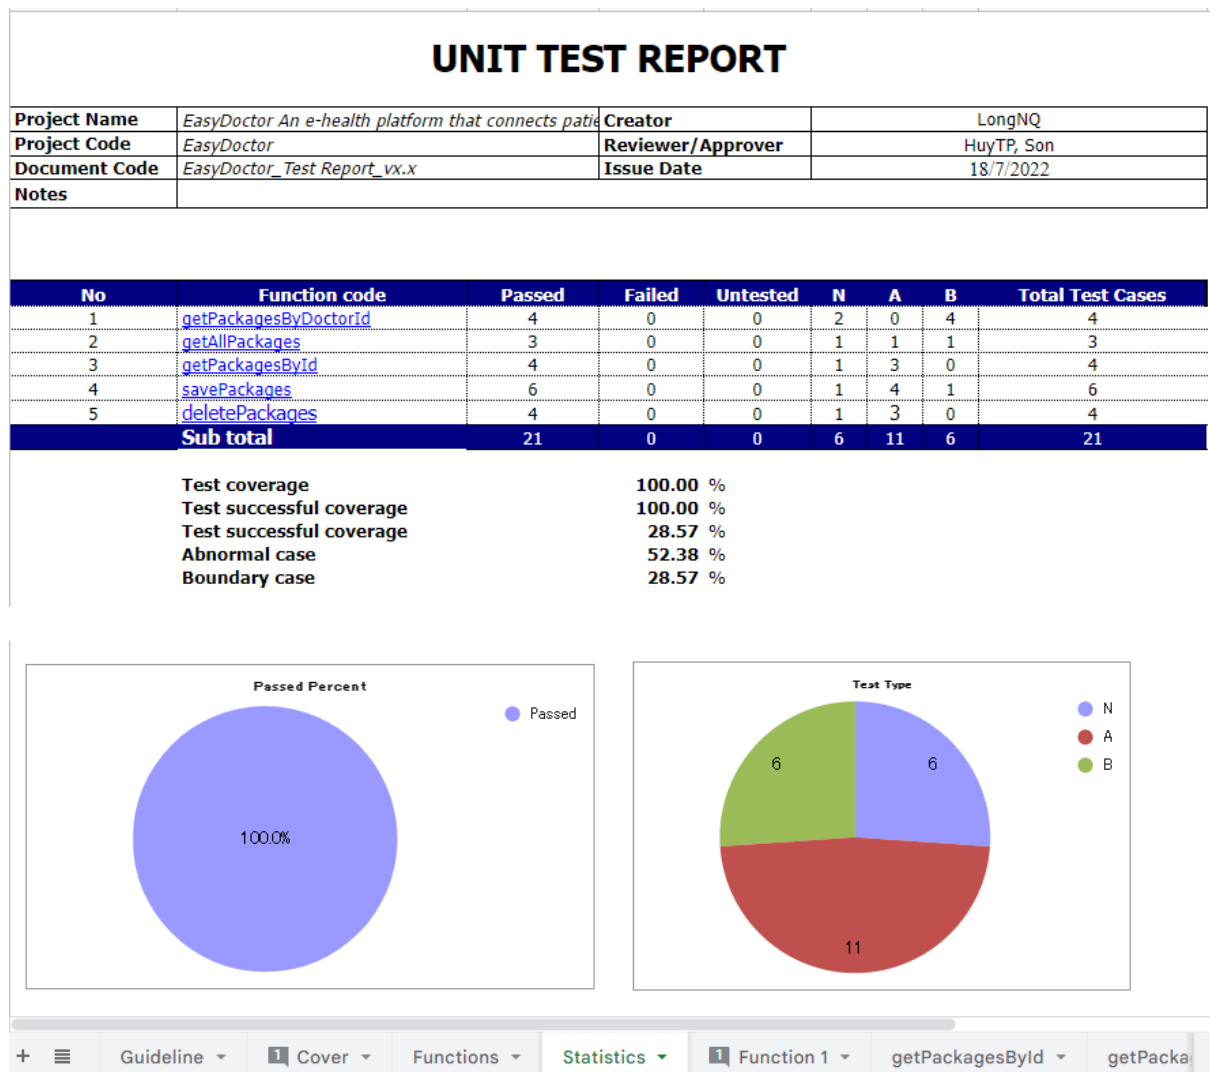 UNIT TEST REPORT
Project Name EasyDoctor An e-health platform that connects patie Creator LongNQ
Project Code EasyDoctor Reviewer/Approver HuyTP, Son
Document Code EasyDoctor_Test Report_vx.x Issue Date 18/7/2022
Notes
No Function code Passed Failed Untested N A B Total Test Cases
1 getPackagesByDoctorId 4 0 0 2 0 4 4
2 getAllPackages 3 0 0 1 1 1 3
3 getPackagesById 4 0 0 1 3 0 4
4 savePackages 6 0 0 1 4 1 6
5 deletePackages 4 0 0 1 3 0 4
Sub total 21 0 0 6 11 6 21
Test coverage 100.00 %
Test successful coverage 100.00 %
Test successful coverage 28.57 %
Abnormal case 52.38 %
Boundary case 28.57 %
Passed Percent
Passed
100.0%
Test Type
N
A
B
6 6
11
+ Guideline 1 Cover Functions Statistics 1 Function 1 getPackagesById getPacka